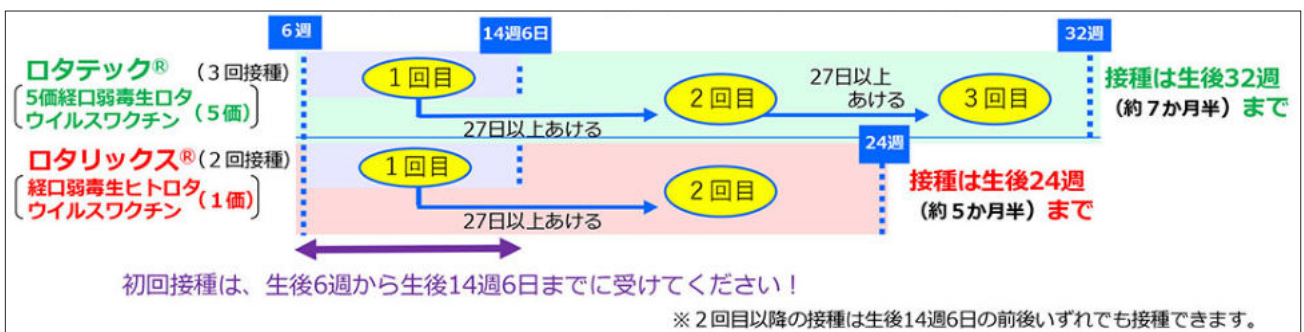 6週
14週6日
32週
ロタテック® (3回接種)
5価経口弱毒生ロタ
ウイルスワクチン (5価)
1回目
27日以上あける
2回目
27日以上
あける
3回目
接種は生後32週
(約7か月半)まで
24週
ロタリックス®(2回接種)
経口弱毒生ヒトロタ
ウイルスワクチン (1価)
1回目
27日以上あける
2回目
接種は生後24週
(約5か月半)まで
初回接種は、生後6週から生後14週6日までに受けてください!
※2回目以降の接種は生後14週6日の前後いずれでも接種できます。